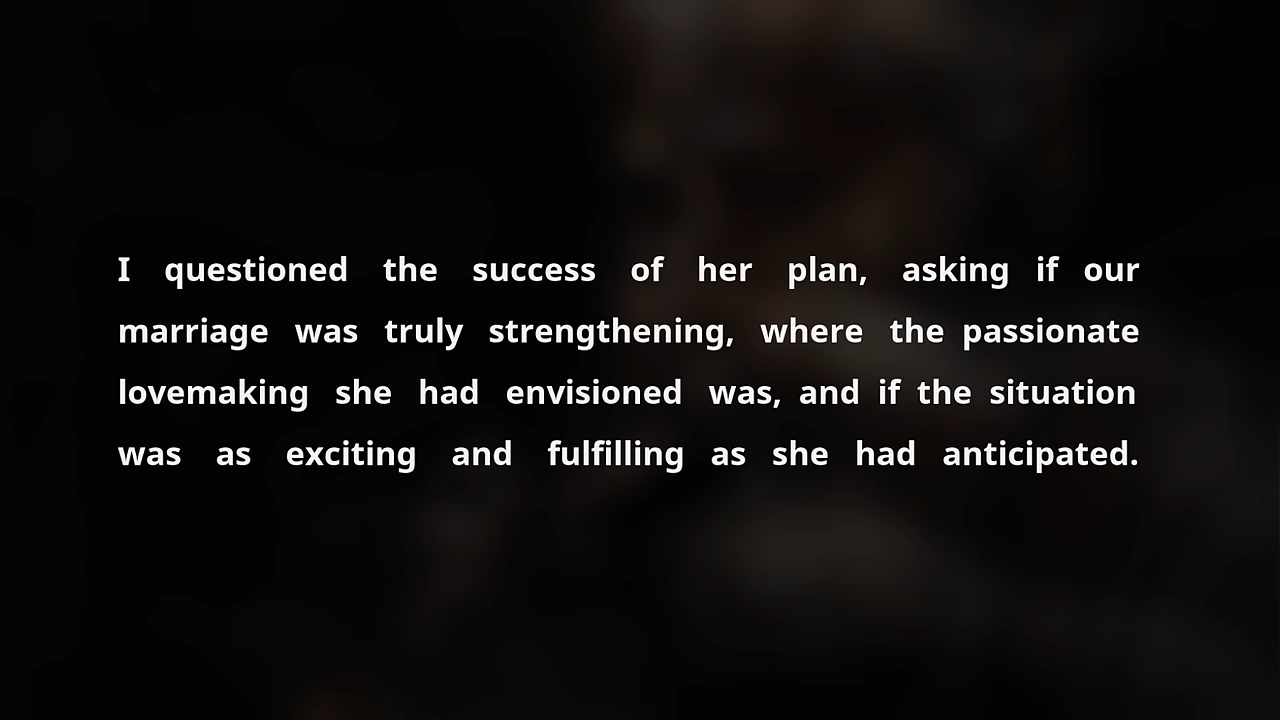 I questioned the success of her plan, asking if our
marriage was truly strengthening, where the passionate
lovemaking she had envisioned was, and if the situation
was as exciting and fulfilling as she had anticipated.